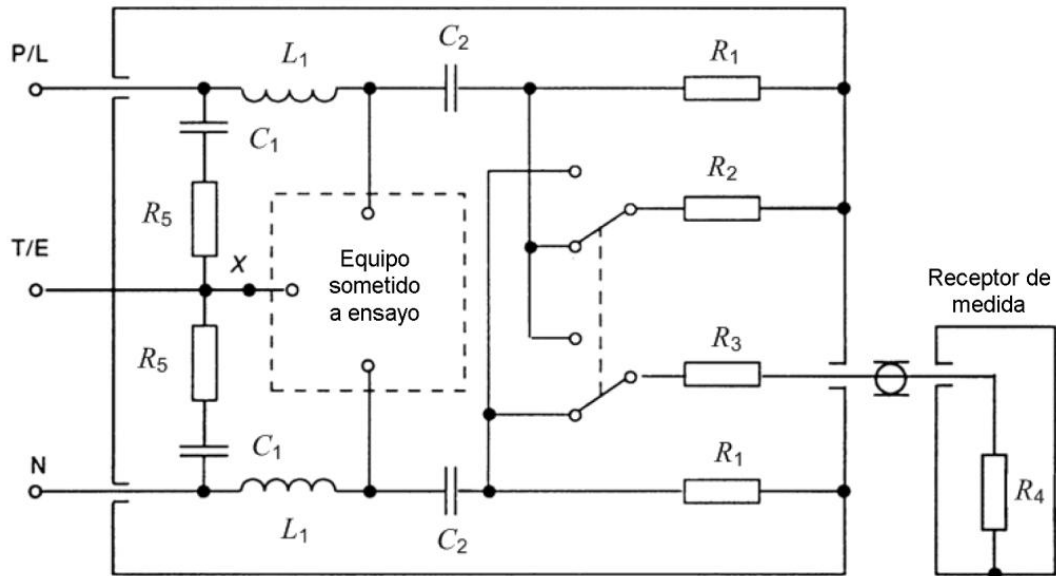 P/L
L₁
C₂
R₁
C₁
R₅
R₂
T/E
X
Equipo
sometido
a ensayo
Receptor de
medida
R₅
R₃
N
C₁
L₁
C₂
R₁
R₄